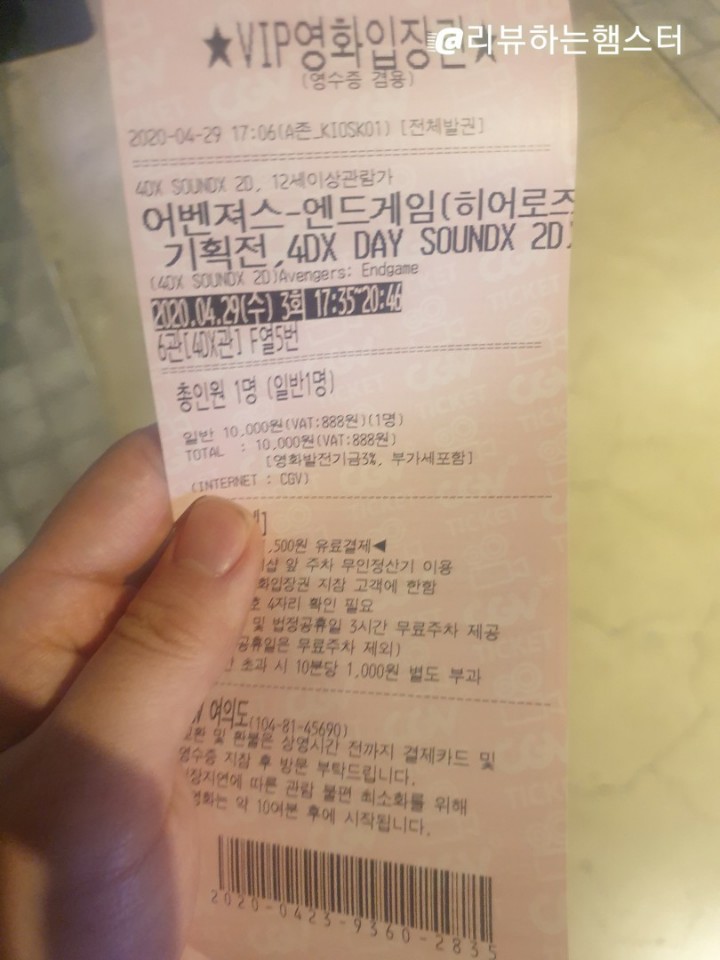 @리뷰하는햄스터
★VIP영화입장권★
(영수증 겸용)
2020-04-29 17:06(A존_KIOSK01) [전체발권]
4DX SOUNDX 2D, 12세이상관람가
어벤져스-엔드게임(히어로즈
기획전,4DX DAY SOUNDX 2D)
(4DX SOUNDX 2D)Avengers: Endgame
2020.04.29(수) 3회 17:35~20:46
6관[4DX관] F열5번
총인원 1명 (일반1명)
일반 10,000원(VAT:888원)(1명)
TOTAL : 10,000원(VAT:888원)
[영화발전기금3%, 부가세포함]
(INTERNET : CGV)
]
,500원 유료결제◀
앞 주차 무인정산기 이용
화입장권 지참 고객에 한함
4자리 확인 필요
및 법정공휴일 3시간 무료주차 제공
공휴일은 무료주차 제외)
초과 시 10분당 1,000원 별도 부과
여의도(104-81-45690)
교환 및 환불은 상영시간 전까지 결제카드 및
영수증 지참 후 방문 부탁드립니다.
장지연에 따른 관람 불편 최소화를 위해
영화는 약 10여분 후에 시작됩니다.
2020-0423-9360-2835